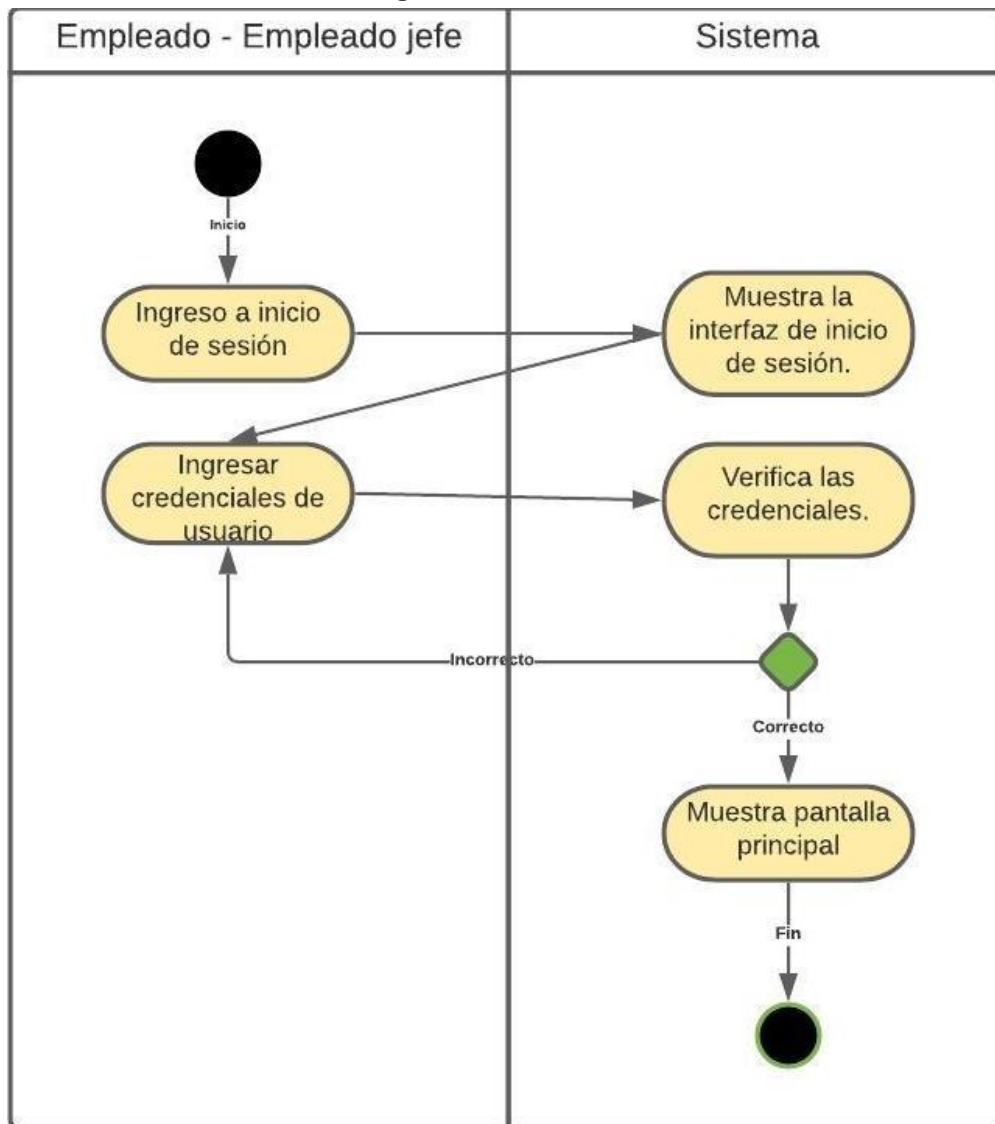 Empleado - Empleado jefe
Sistema
Inicio
Ingreso a inicio
de sesión
Muestra la
interfaz de inicio
de sesión.
Ingresar
credenciales de
usuario
Verifica las
credenciales.
Incorrecto
Correcto
Muestra pantalla
principal
Fin